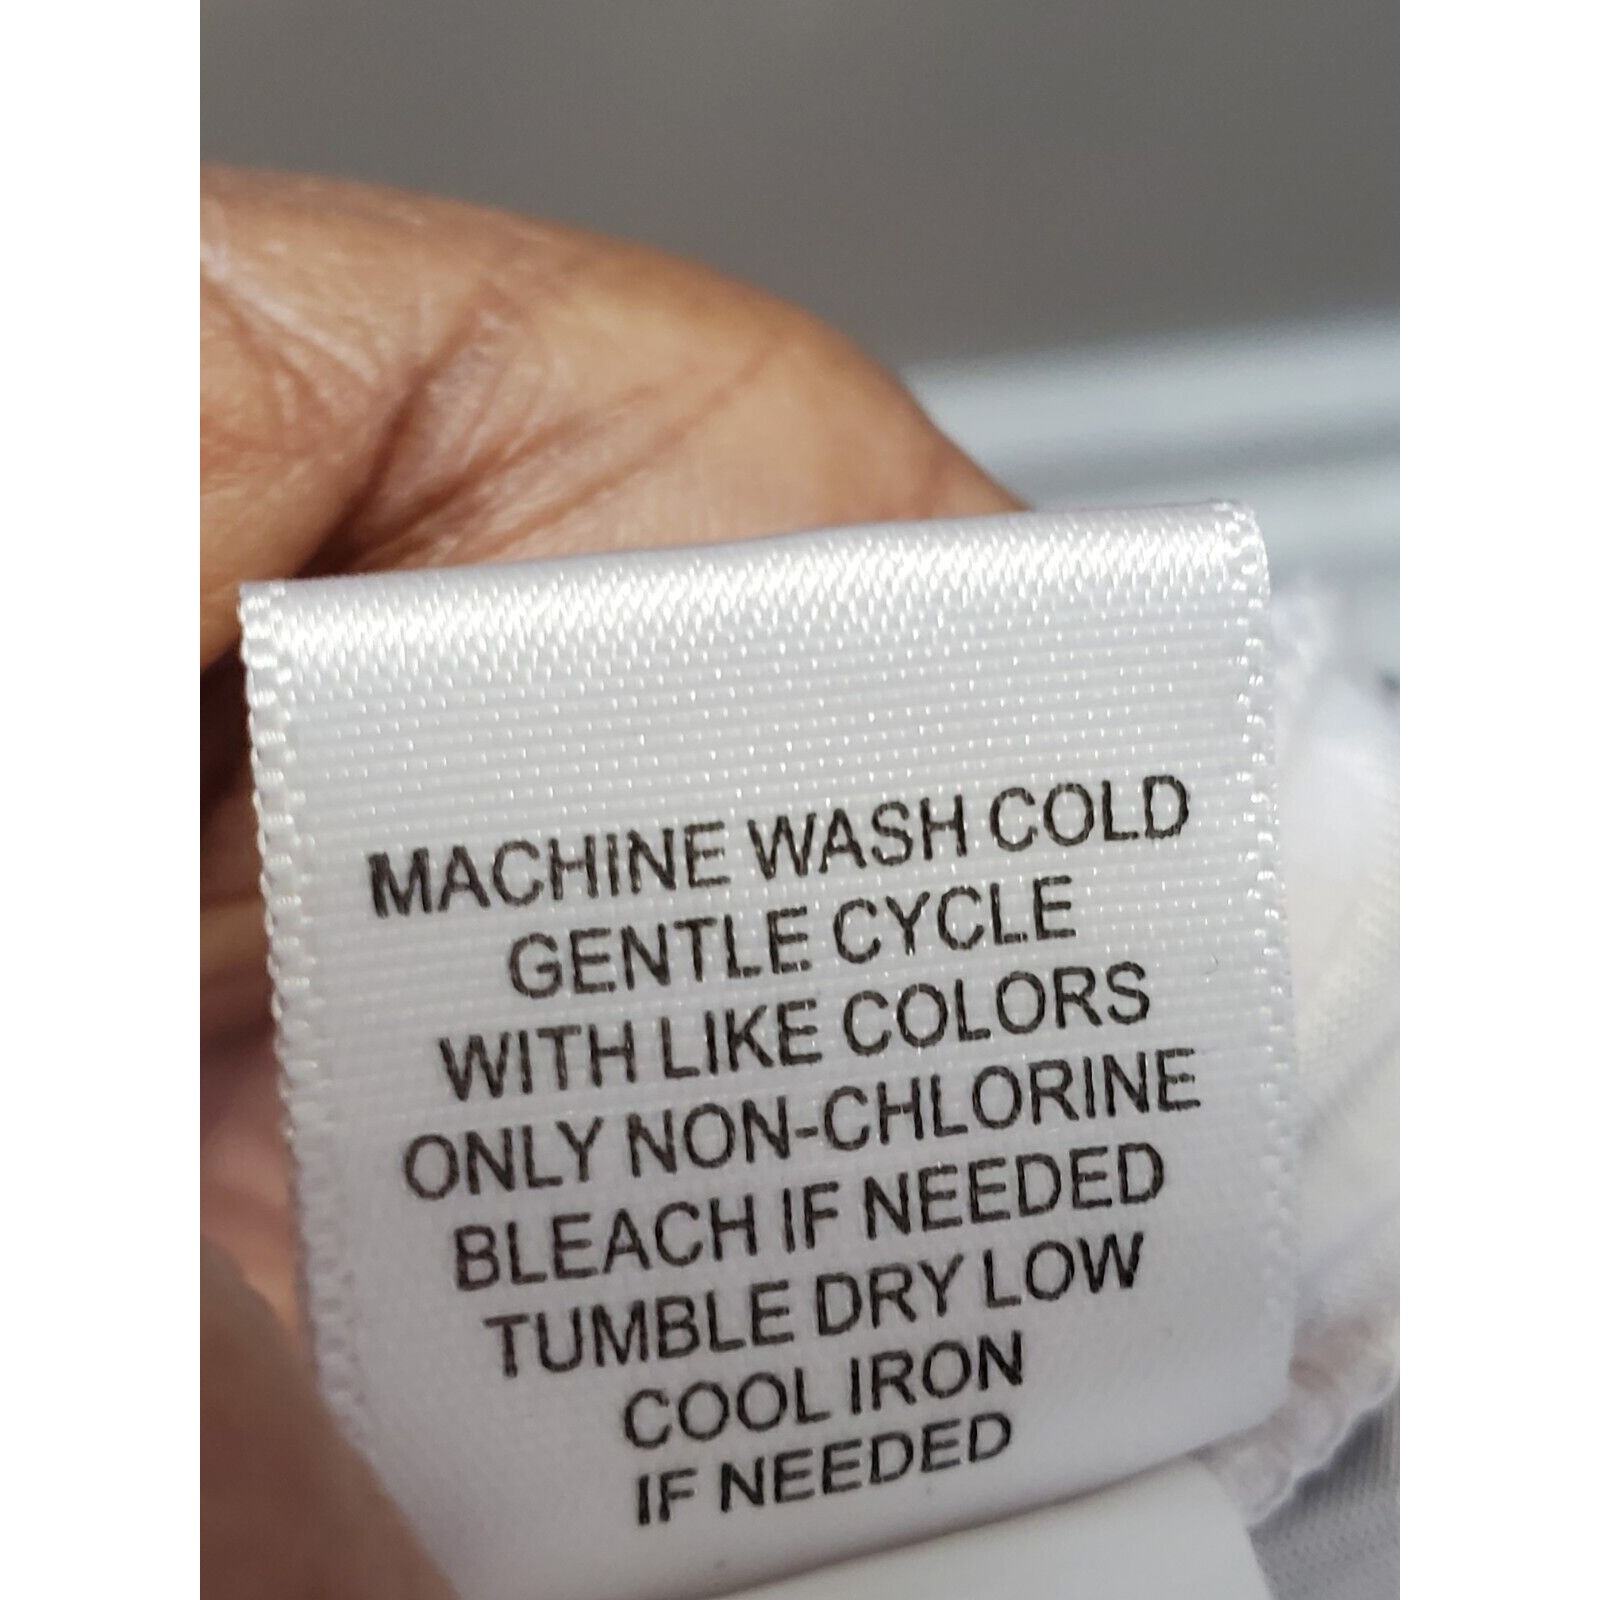 MACHINE WASH COLD
GENTLE CYCLE
WITH LIKE COLORS
ONLY NON-CHLORINE
BLEACH IF NEEDED
TUMBLE DRY LOW
COOL IRON
IF NEEDED